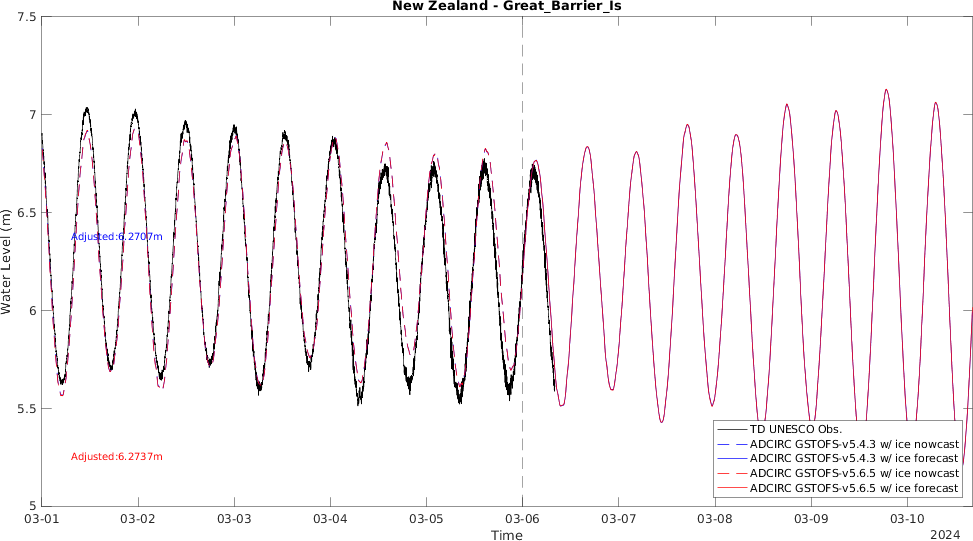 New Zealand - Great_Barrier_Is
7.5
7
6.5
6
5.5
5
Water Level (m)
Adjusted:6.2707m
Adjusted:6.2737m
TD UNESCO Obs.
ADCIRC GSTOFS-v5.4.3 w/ ice nowcast
ADCIRC GSTOFS-v5.4.3 w/ ice forecast
ADCIRC GSTOFS-v5.6.5 w/ ice nowcast
ADCIRC GSTOFS-v5.6.5 w/ ice forecast
03-01 03-02 03-03 03-04 03-05 03-06 03-07 03-08 03-09 03-10
Time
2024